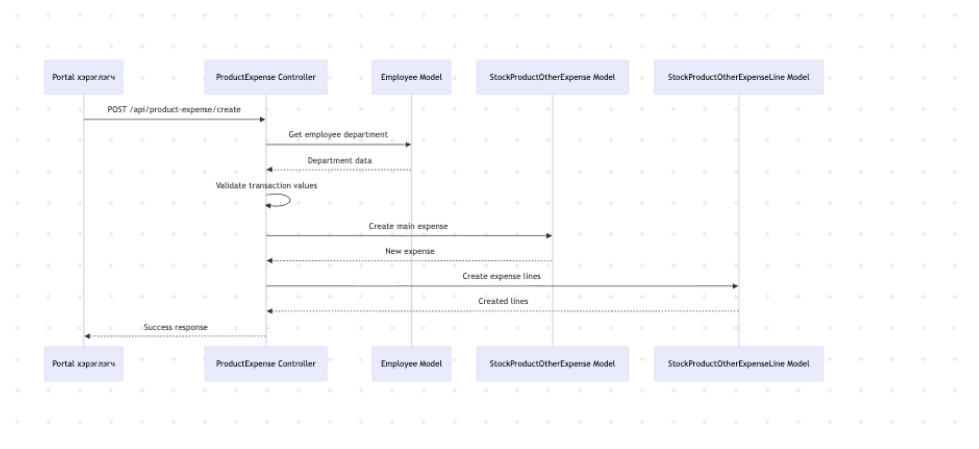 Portal хэрэглэгч
ProductExpense Controller
Employee Model
StockProductOtherExpense Model
StockProductOtherExpenseLine Model
POST /api/product-expense/create
Get employee department
Department data
Validate transaction values
Create main expense
New expense
Create expense lines
Created lines
Success response
Portal хэрэглэгч
ProductExpense Controller
Employee Model
StockProductOtherExpense Model
StockProductOtherExpenseLine Model